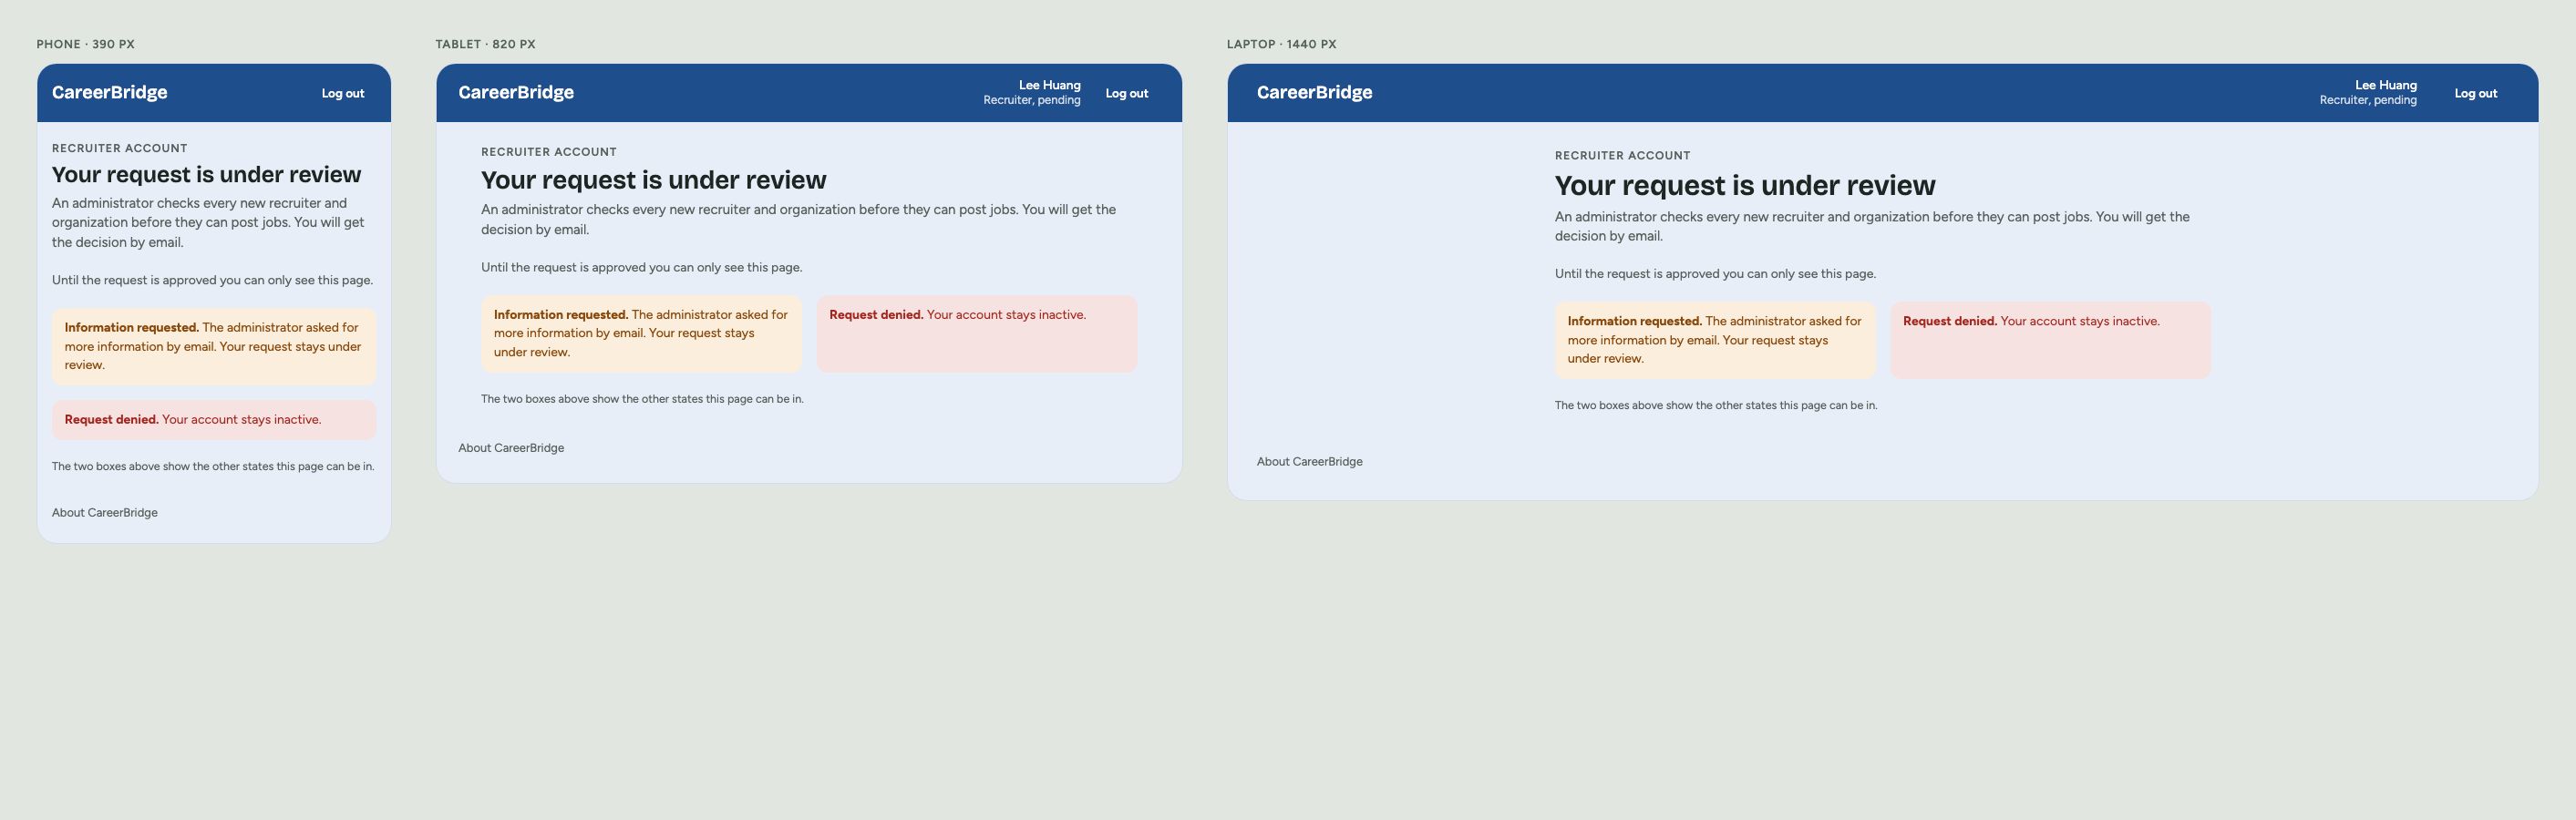 PHONE · 390 PX
CareerBridge
Log out
RECRUITER ACCOUNT
Your request is under review
An administrator checks every new recruiter and
organization before they can post jobs. You will get
the decision by email.
Until the request is approved you can only see this page.
Information requested. The administrator asked for
more information by email. Your request stays under
review.
Request denied. Your account stays inactive.
The two boxes above show the other states this page can be in.
About CareerBridge
TABLET · 820 PX
CareerBridge
Lee Huang
Recruiter, pending
Log out
RECRUITER ACCOUNT
Your request is under review
An administrator checks every new recruiter and organization before they can post jobs. You will get the
decision by email.
Until the request is approved you can only see this page.
Information requested. The administrator asked for
more information by email. Your request stays
under review.
Request denied. Your account stays inactive.
The two boxes above show the other states this page can be in.
About CareerBridge
LAPTOP · 1440 PX
CareerBridge
Lee Huang
Recruiter, pending
Log out
RECRUITER ACCOUNT
Your request is under review
An administrator checks every new recruiter and organization before they can post jobs. You will get the
decision by email.
Until the request is approved you can only see this page.
Information requested. The administrator asked for
more information by email. Your request stays
under review.
Request denied. Your account stays inactive.
The two boxes above show the other states this page can be in.
About CareerBridge